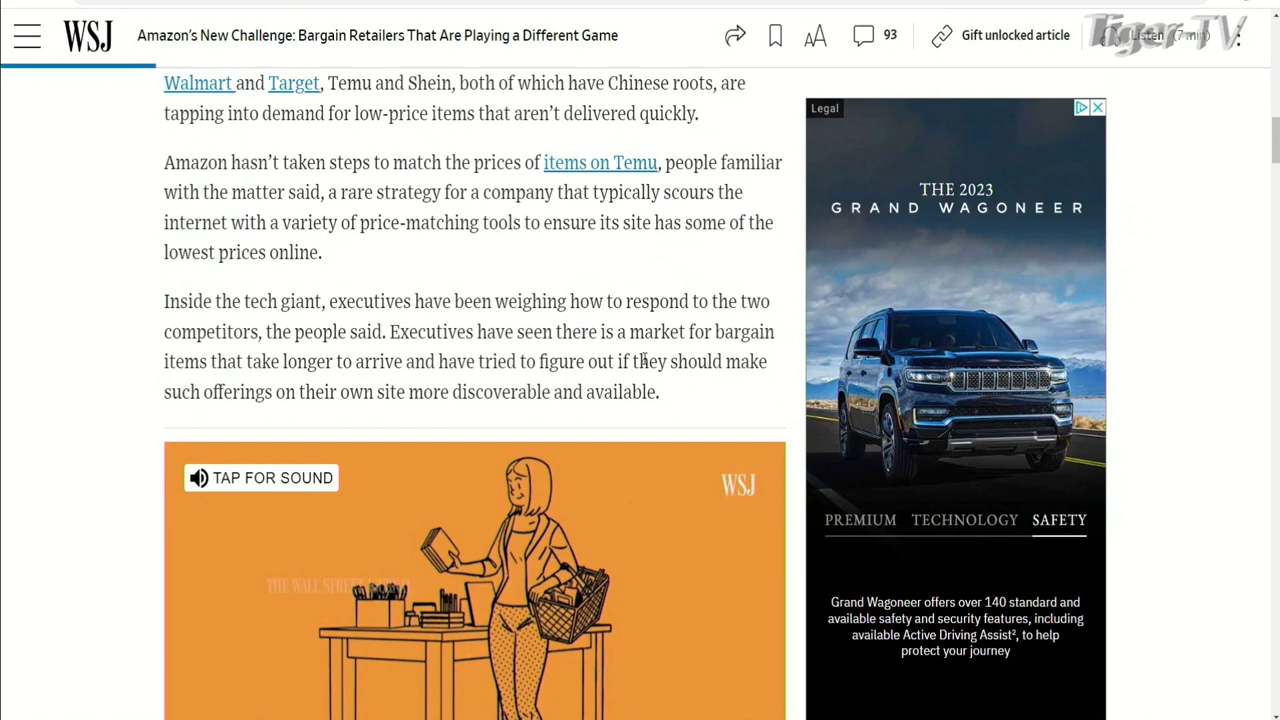 WSJ
Amazon's New Challenge: Bargain Retailers That Are Playing a Different Game
AA
93
Gift unlocked article
Listen (7 min)
Tiger TV
Walmart and Target, Temu and Shein, both of which have Chinese roots, are
tapping into demand for low-price items that aren't delivered quickly.
Amazon hasn't taken steps to match the prices of items on Temu, people familiar
with the matter said, a rare strategy for a company that typically scours the
internet with a variety of price-matching tools to ensure its site has some of the
lowest prices online.
Inside the tech giant, executives have been weighing how to respond to the two
competitors, the people said. Executives have seen there is a market for bargain
items that take longer to arrive and have tried to figure out if they should make
such offerings on their own site more discoverable and available.
TAP FOR SOUND
WSJ
THE WALL STREET JOURNAL
Legal
THE 2023
GRAND WAGONEER
PREMIUM TECHNOLOGY SAFETY
Grand Wagoneer offers over 140 standard and
available safety and security features, including
available Active Driving Assist², to help
protect your journey